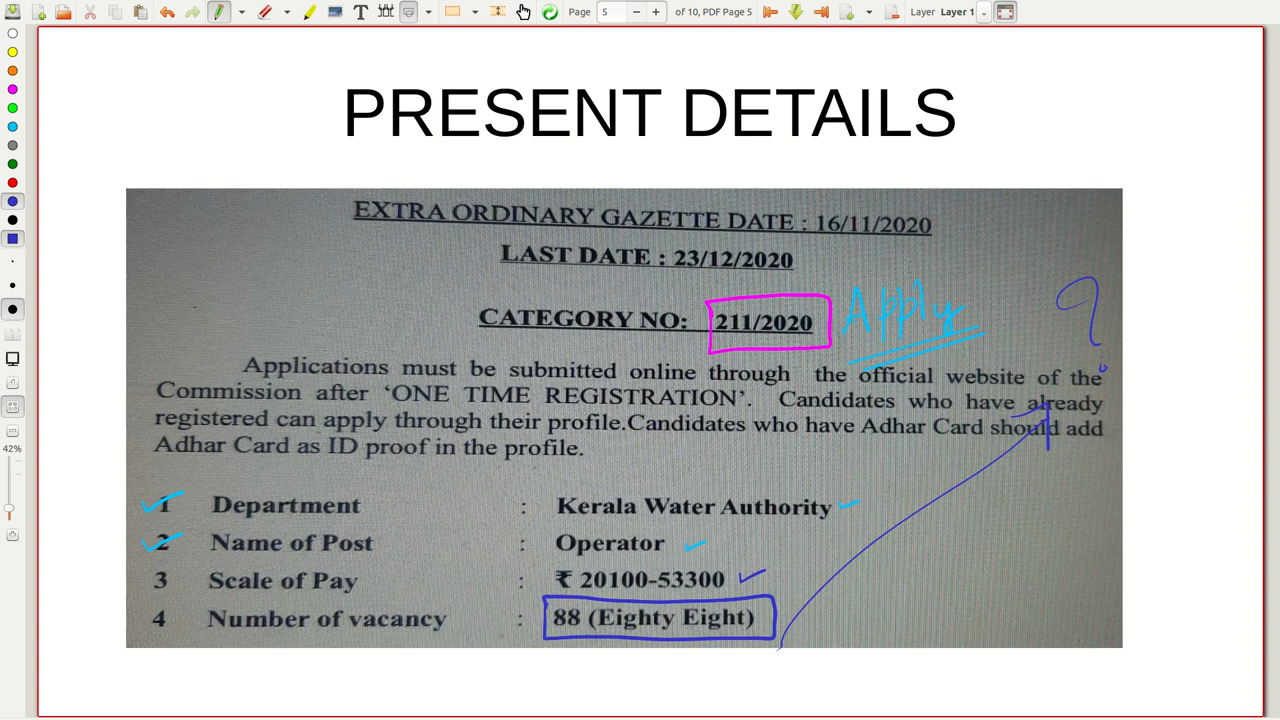 Page 5 of 10, PDF Page 5 Layer Layer 1
PRESENT DETAILS
EXTRA ORDINARY GAZETTE DATE : 16/11/2020
LAST DATE : 23/12/2020
CATEGORY NO: 211/2020 Apply ?
Applications must be submitted online through the official website of the
Commission after ‘ONE TIME REGISTRATION’. Candidates who have already
registered can apply through their profile.Candidates who have Adhar Card should add
Adhar Card as ID proof in the profile.
1 Department : Kerala Water Authority
2 Name of Post : Operator
3 Scale of Pay : ₹ 20100-53300
4 Number of vacancy : 88 (Eighty Eight)
42%